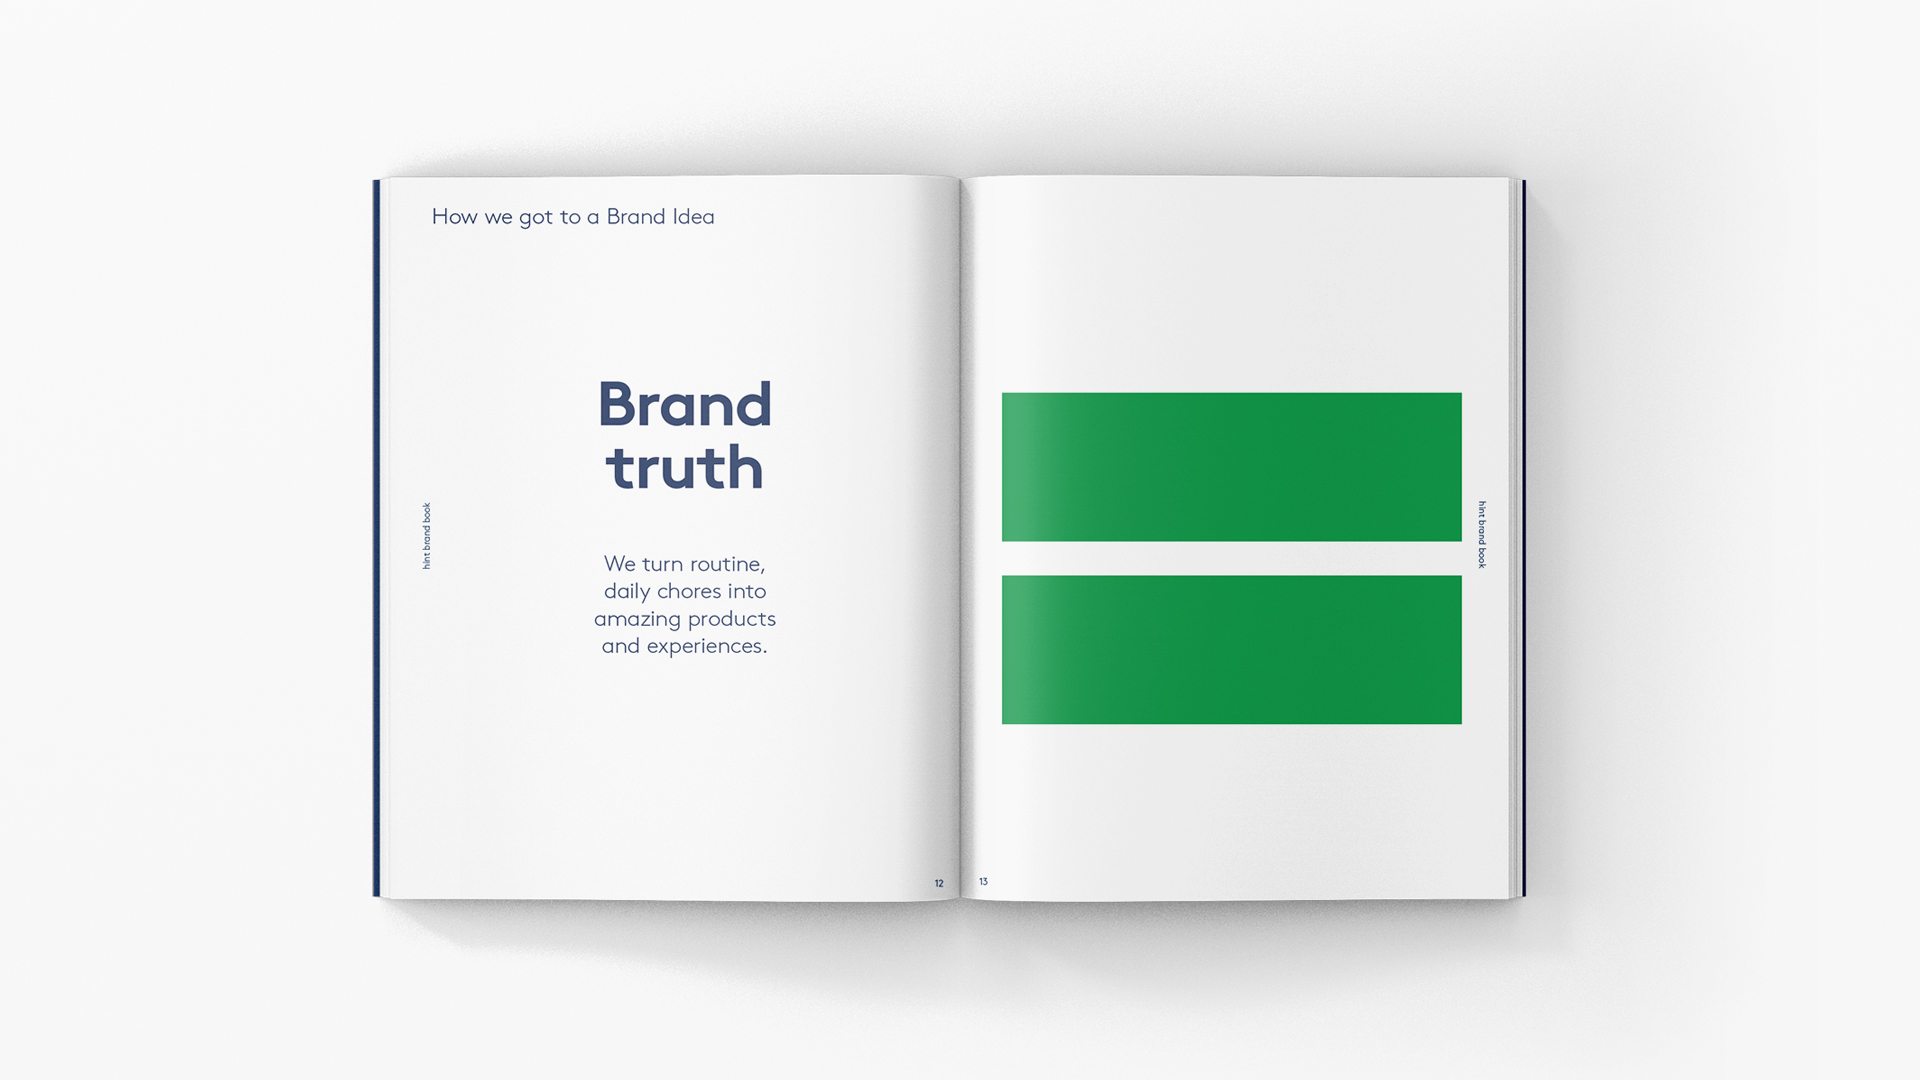 How we got to a Brand Idea
Brand
truth
We turn routine,
daily chores into
amazing products
and experiences.
hint brand book
12
13
hint brand book